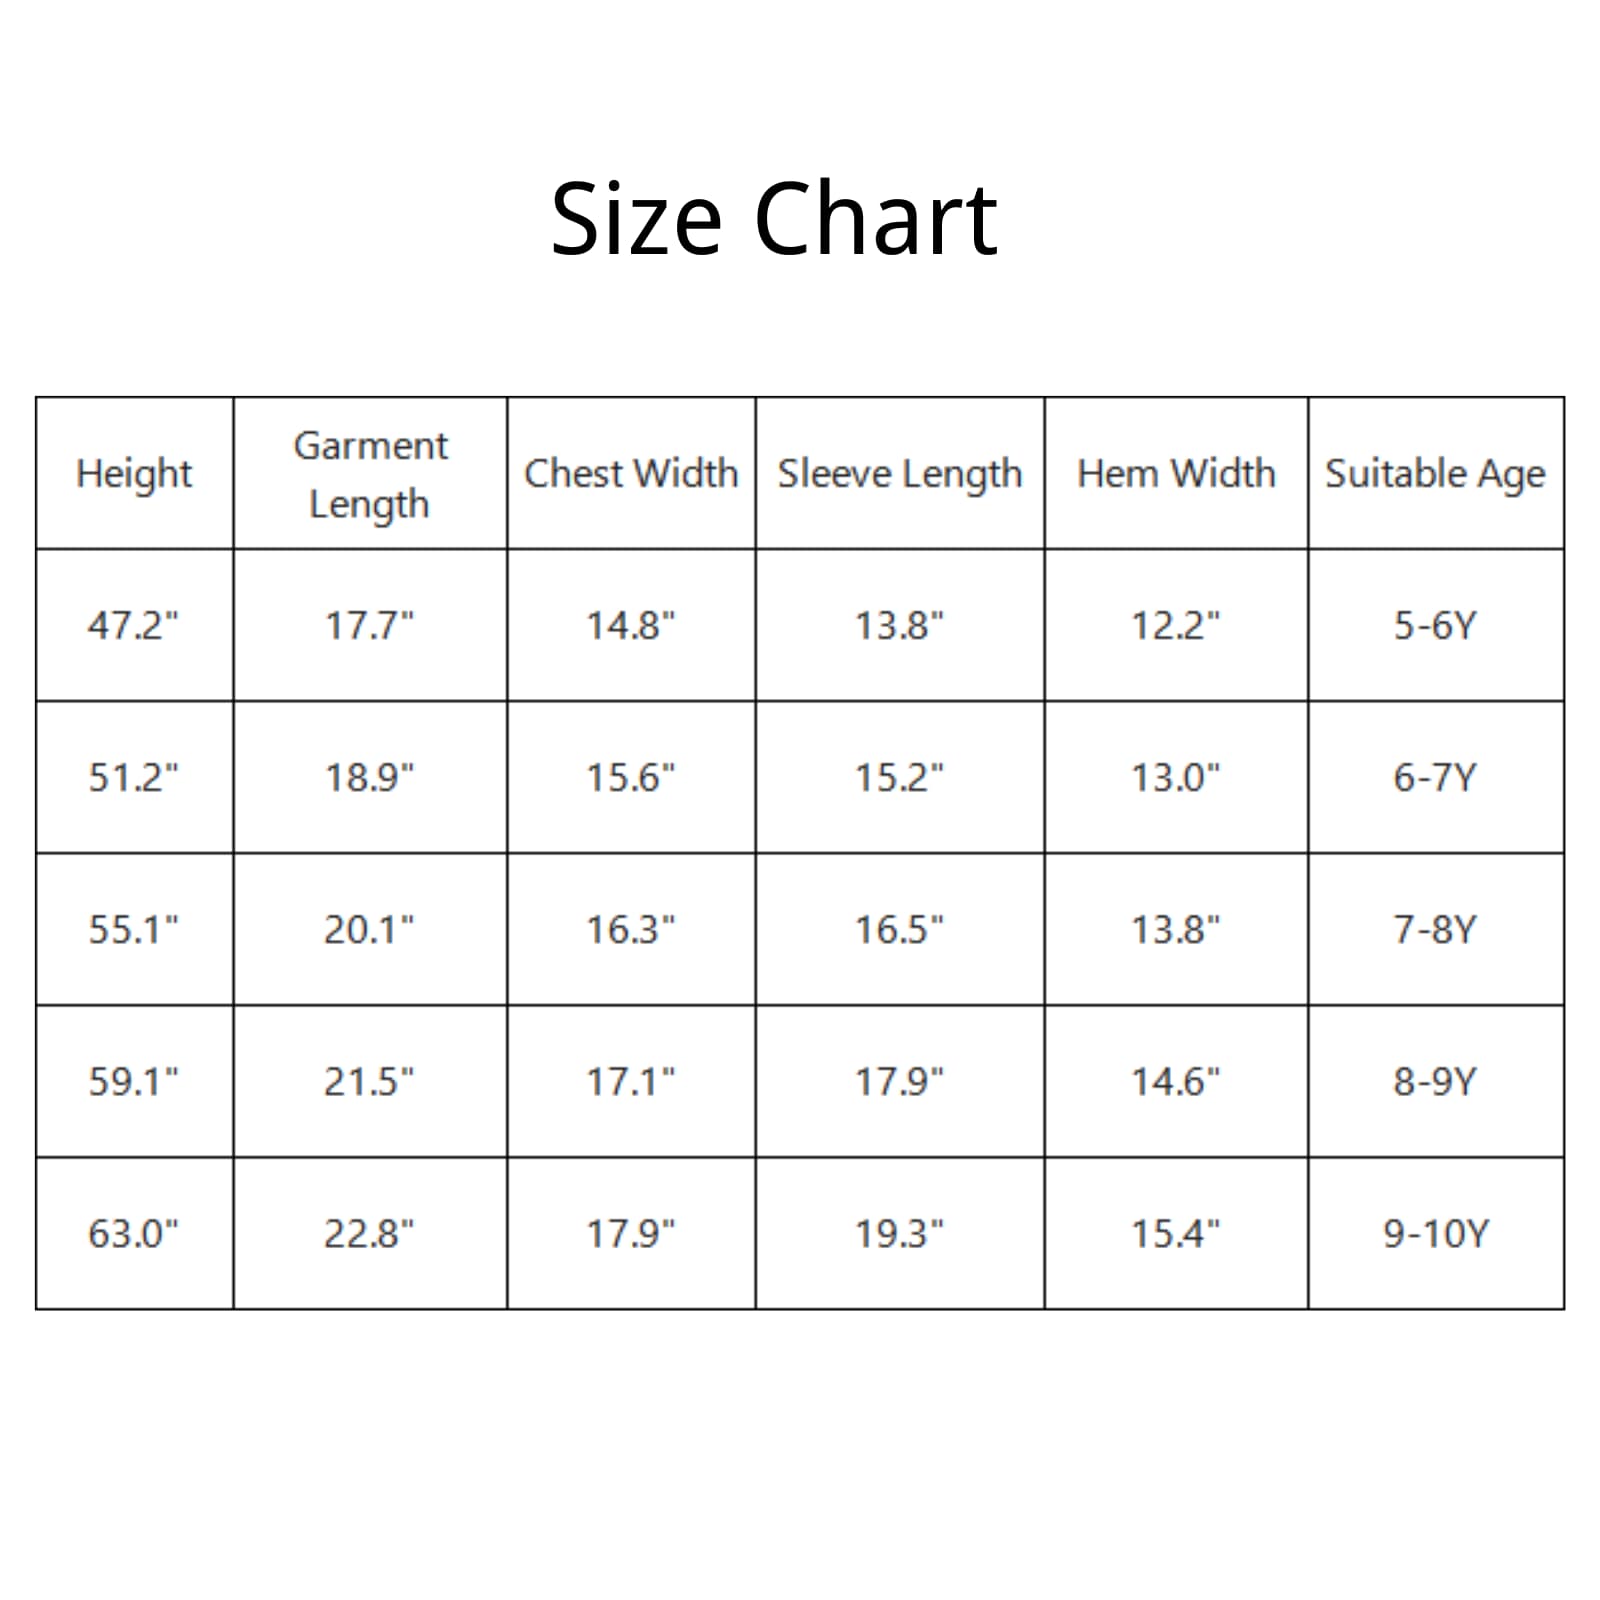 Size Chart
Height Garment Length Chest Width Sleeve Length Hem Width Suitable Age
47.2" 17.7" 14.8" 13.8" 12.2" 5-6Y
51.2" 18.9" 15.6" 15.2" 13.0" 6-7Y
55.1" 20.1" 16.3" 16.5" 13.8" 7-8Y
59.1" 21.5" 17.1" 17.9" 14.6" 8-9Y
63.0" 22.8" 17.9" 19.3" 15.4" 9-10Y